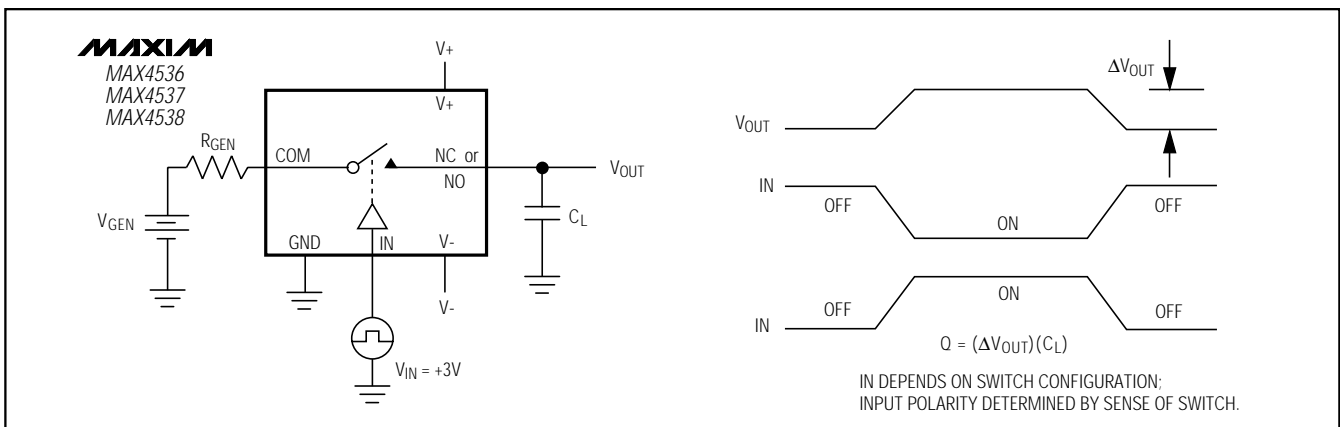 MAXIM
MAX4536
MAX4537
MAX4538
V+
V+
RGEN
COM
NC or
NO
VOUT
VGEN
CL
GND
IN
V-
V-
VIN = +3V
ΔVOUT
VOUT
IN
OFF
ON
OFF
IN
OFF
ON
OFF
Q = (ΔVOUT)(CL)
IN DEPENDS ON SWITCH CONFIGURATION;
INPUT POLARITY DETERMINED BY SENSE OF SWITCH.